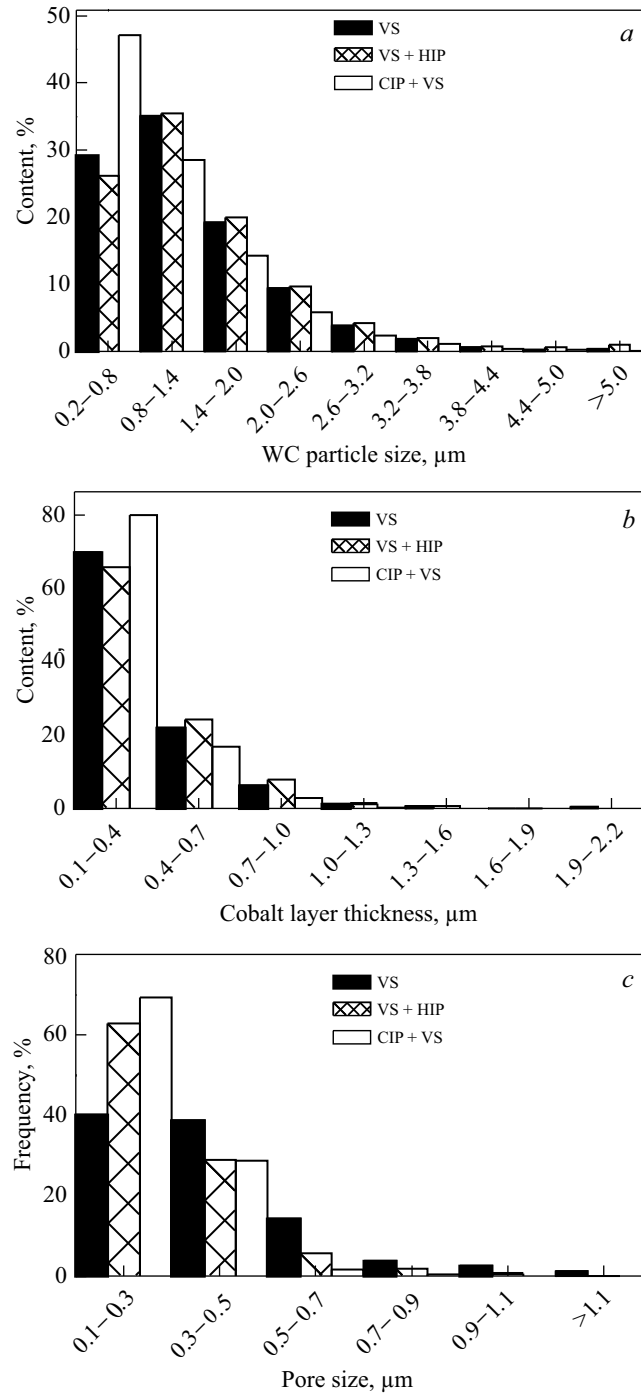 50
40
30
20
10
0
Content, %
VS
VS + HIP
CIP + VS
a
0.2–0.8
0.8–1.4
1.4–2.0
2.0–2.6
2.6–3.2
3.2–3.8
3.8–4.4
4.4–5.0
>5.0
WC particle size, µm
80
60
40
20
0
Content, %
VS
VS + HIP
CIP + VS
b
0.1–0.4
0.4–0.7
0.7–1.0
1.0–1.3
1.3–1.6
1.6–1.9
1.9–2.2
Cobalt layer thickness, µm
80
60
40
20
0
Frequency, %
VS
VS + HIP
CIP + VS
c
0.1–0.3
0.3–0.5
0.5–0.7
0.7–0.9
0.9–1.1
>1.1
Pore size, µm